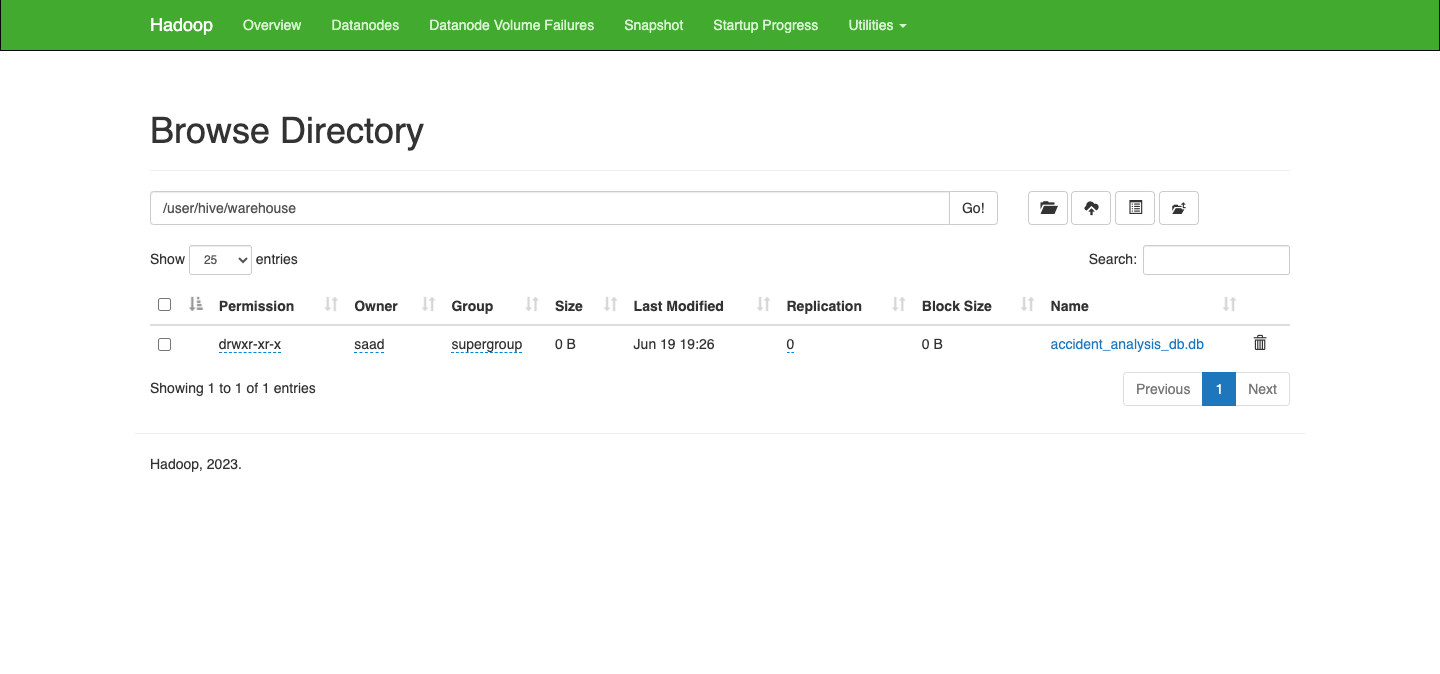 Hadoop Overview Datanodes Datanode Volume Failures Snapshot Startup Progress Utilities
Browse Directory
/user/hive/warehouse Go!
Show 25 entries Search:
Permission Owner Group Size Last Modified Replication Block Size Name
drwxr-xr-x saad supergroup 0 B Jun 19 19:26 0 0 B accident_analysis_db.db
Showing 1 to 1 of 1 entries Previous 1 Next
Hadoop, 2023.